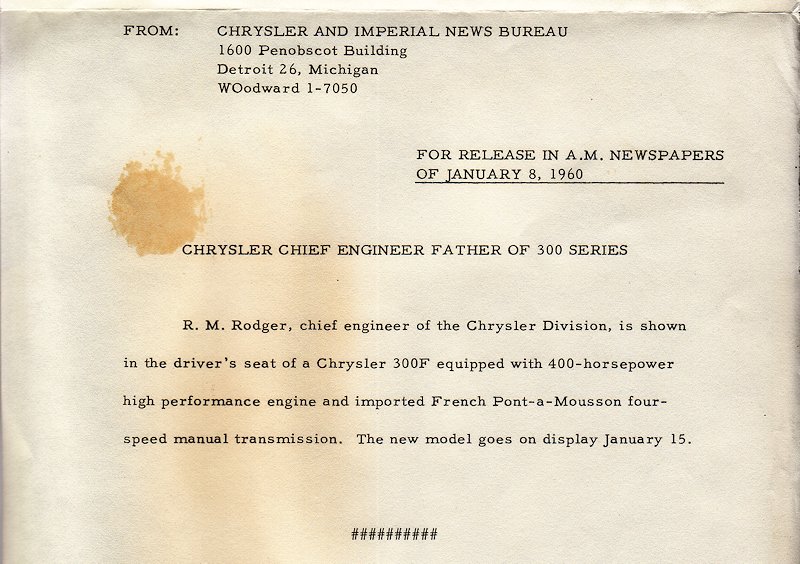 FROM: CHRYSLER AND IMPERIAL NEWS BUREAU
1600 Penobscot Building
Detroit 26, Michigan
WOodward 1-7050
FOR RELEASE IN A.M. NEWSPAPERS
OF JANUARY 8, 1960
CHRYSLER CHIEF ENGINEER FATHER OF 300 SERIES
R. M. Rodger, chief engineer of the Chrysler Division, is shown
in the driver's seat of a Chrysler 300F equipped with 400-horsepower
high performance engine and imported French Pont-a-Mousson four-
speed manual transmission. The new model goes on display January 15.
##########